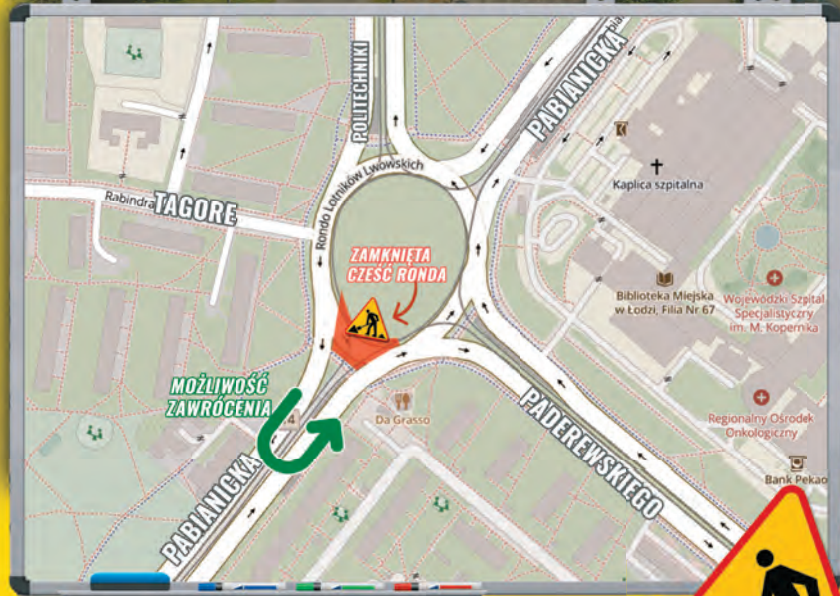 POLITECHNIKI
PABIANICKA
Kaplica szpitalna
Rondo Lotników Lwowskich
Rabindra
TAGORE
ZAMKNIĘTA
CZEŚĆ RONDA
Biblioteka Miejska
w Łodzi, Filia Nr 67
Wojewódzki Szpital
Specjalistyczny
im. M. Kopernika
MOŻLIWOŚĆ
ZAWRÓCENIA
Da Grasso
Regionalny Ośrodek
Onkologiczny
PABIANICKA
PADEREWSKIEGO
Bank Pekao